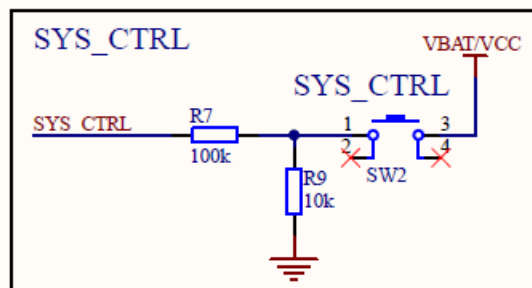 SYS_CTRL
VBAT/VCC
SYS_CTRL
SYS_CTRL
R7
100k
1
3
2
4
SW2
R9
10k